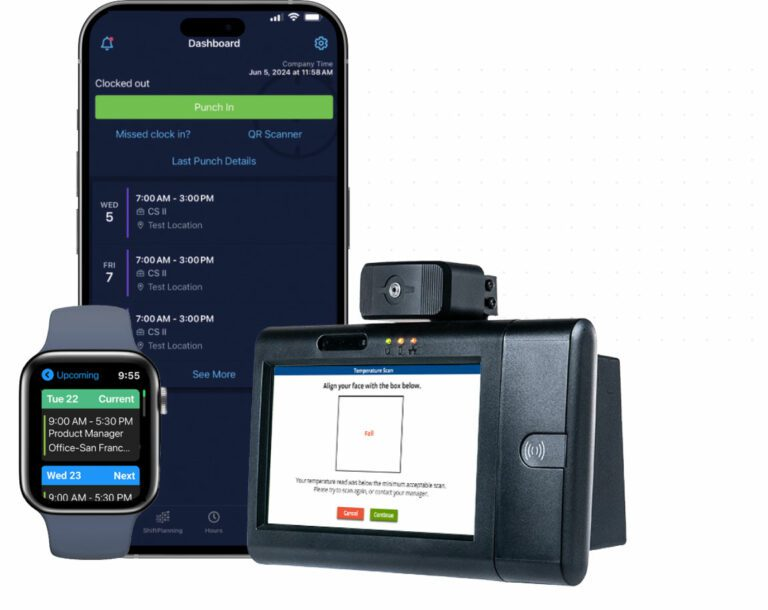 Dashboard
Company Time
Jun 5, 2024 at 11:58 AM
Clocked out
Punch In
Missed clock in? QR Scanner
Last Punch Details
WED
5
7:00 AM - 3:00 PM
CS II
Test Location
FRI
7
7:00 AM - 3:00 PM
CS II
Test Location
7:00 AM - 3:00 PM
CS II
Test Location
See More
ShiftPlanning Hours
Upcoming 9:55
Tue 22 Current
9:00 AM - 5:30 PM
Product Manager
Office-San Franc...
Wed 23 Next
9:00 AM - 5:30 PM
Temperature Scan
Align your face with the box below.
Fail
Your temperature read was below the minimum acceptable scan.
Please try to scan again, or contact your manager.
Cancel Continue